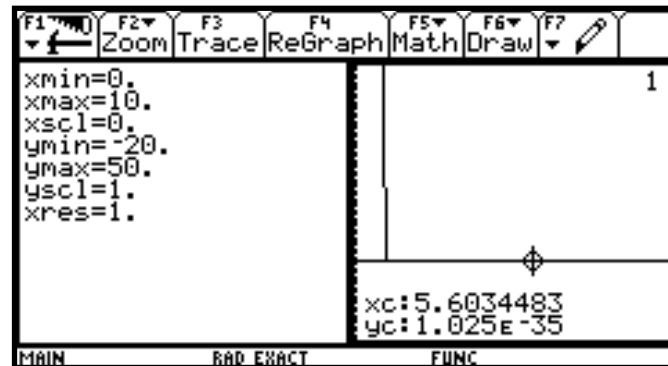 F1 F2 F3 F4 F5 F6 F7
Zoom Trace ReGraph Math Draw
xmin=0.
xmax=10.
xscl=0.
ymin=-20.
ymax=50.
yscl=1.
xres=1.
1
xc:5.6034483
yc:1.025E-35
MAIN RAD EXACT FUNC